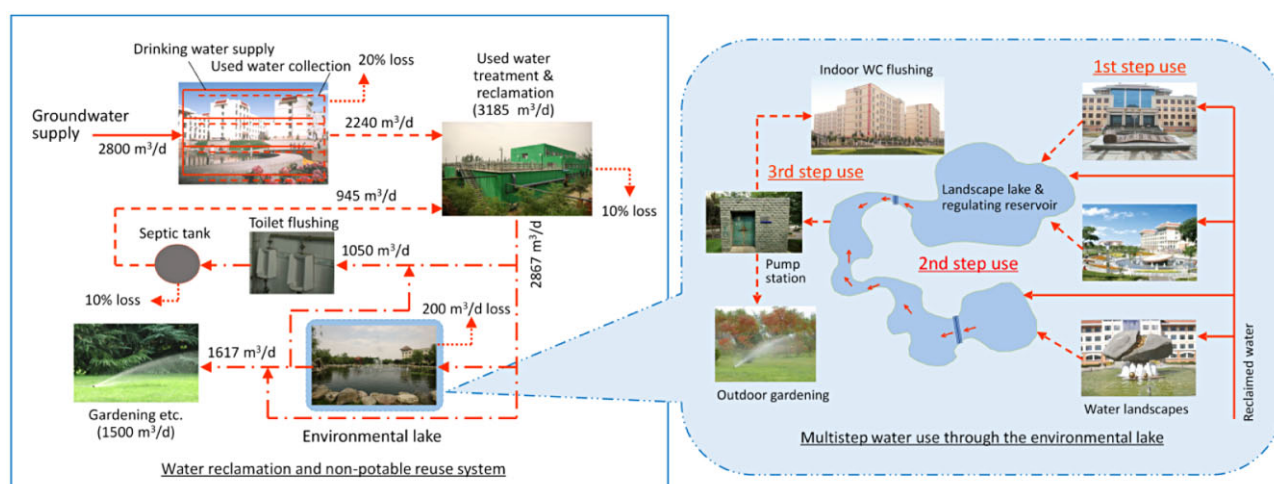 Drinking water supply
Used water collection
20% loss
Groundwater
supply
2800 m³/d
2240 m³/d
Used water
treatment &
reclamation
(3185 m³/d)
945 m³/d
10% loss
Septic tank
Toilet flushing
1050 m³/d
2867 m³/d
10% loss
200 m³/d loss
1617 m³/d
Gardening etc.
(1500 m³/d)
Environmental lake
Water reclamation and non-potable reuse system
Indoor WC flushing
1st step use
3rd step use
Landscape lake &
regulating reservoir
Pump
station
2nd step use
Outdoor gardening
Water landscapes
Reclaimed water
Multistep water use through the environmental lake